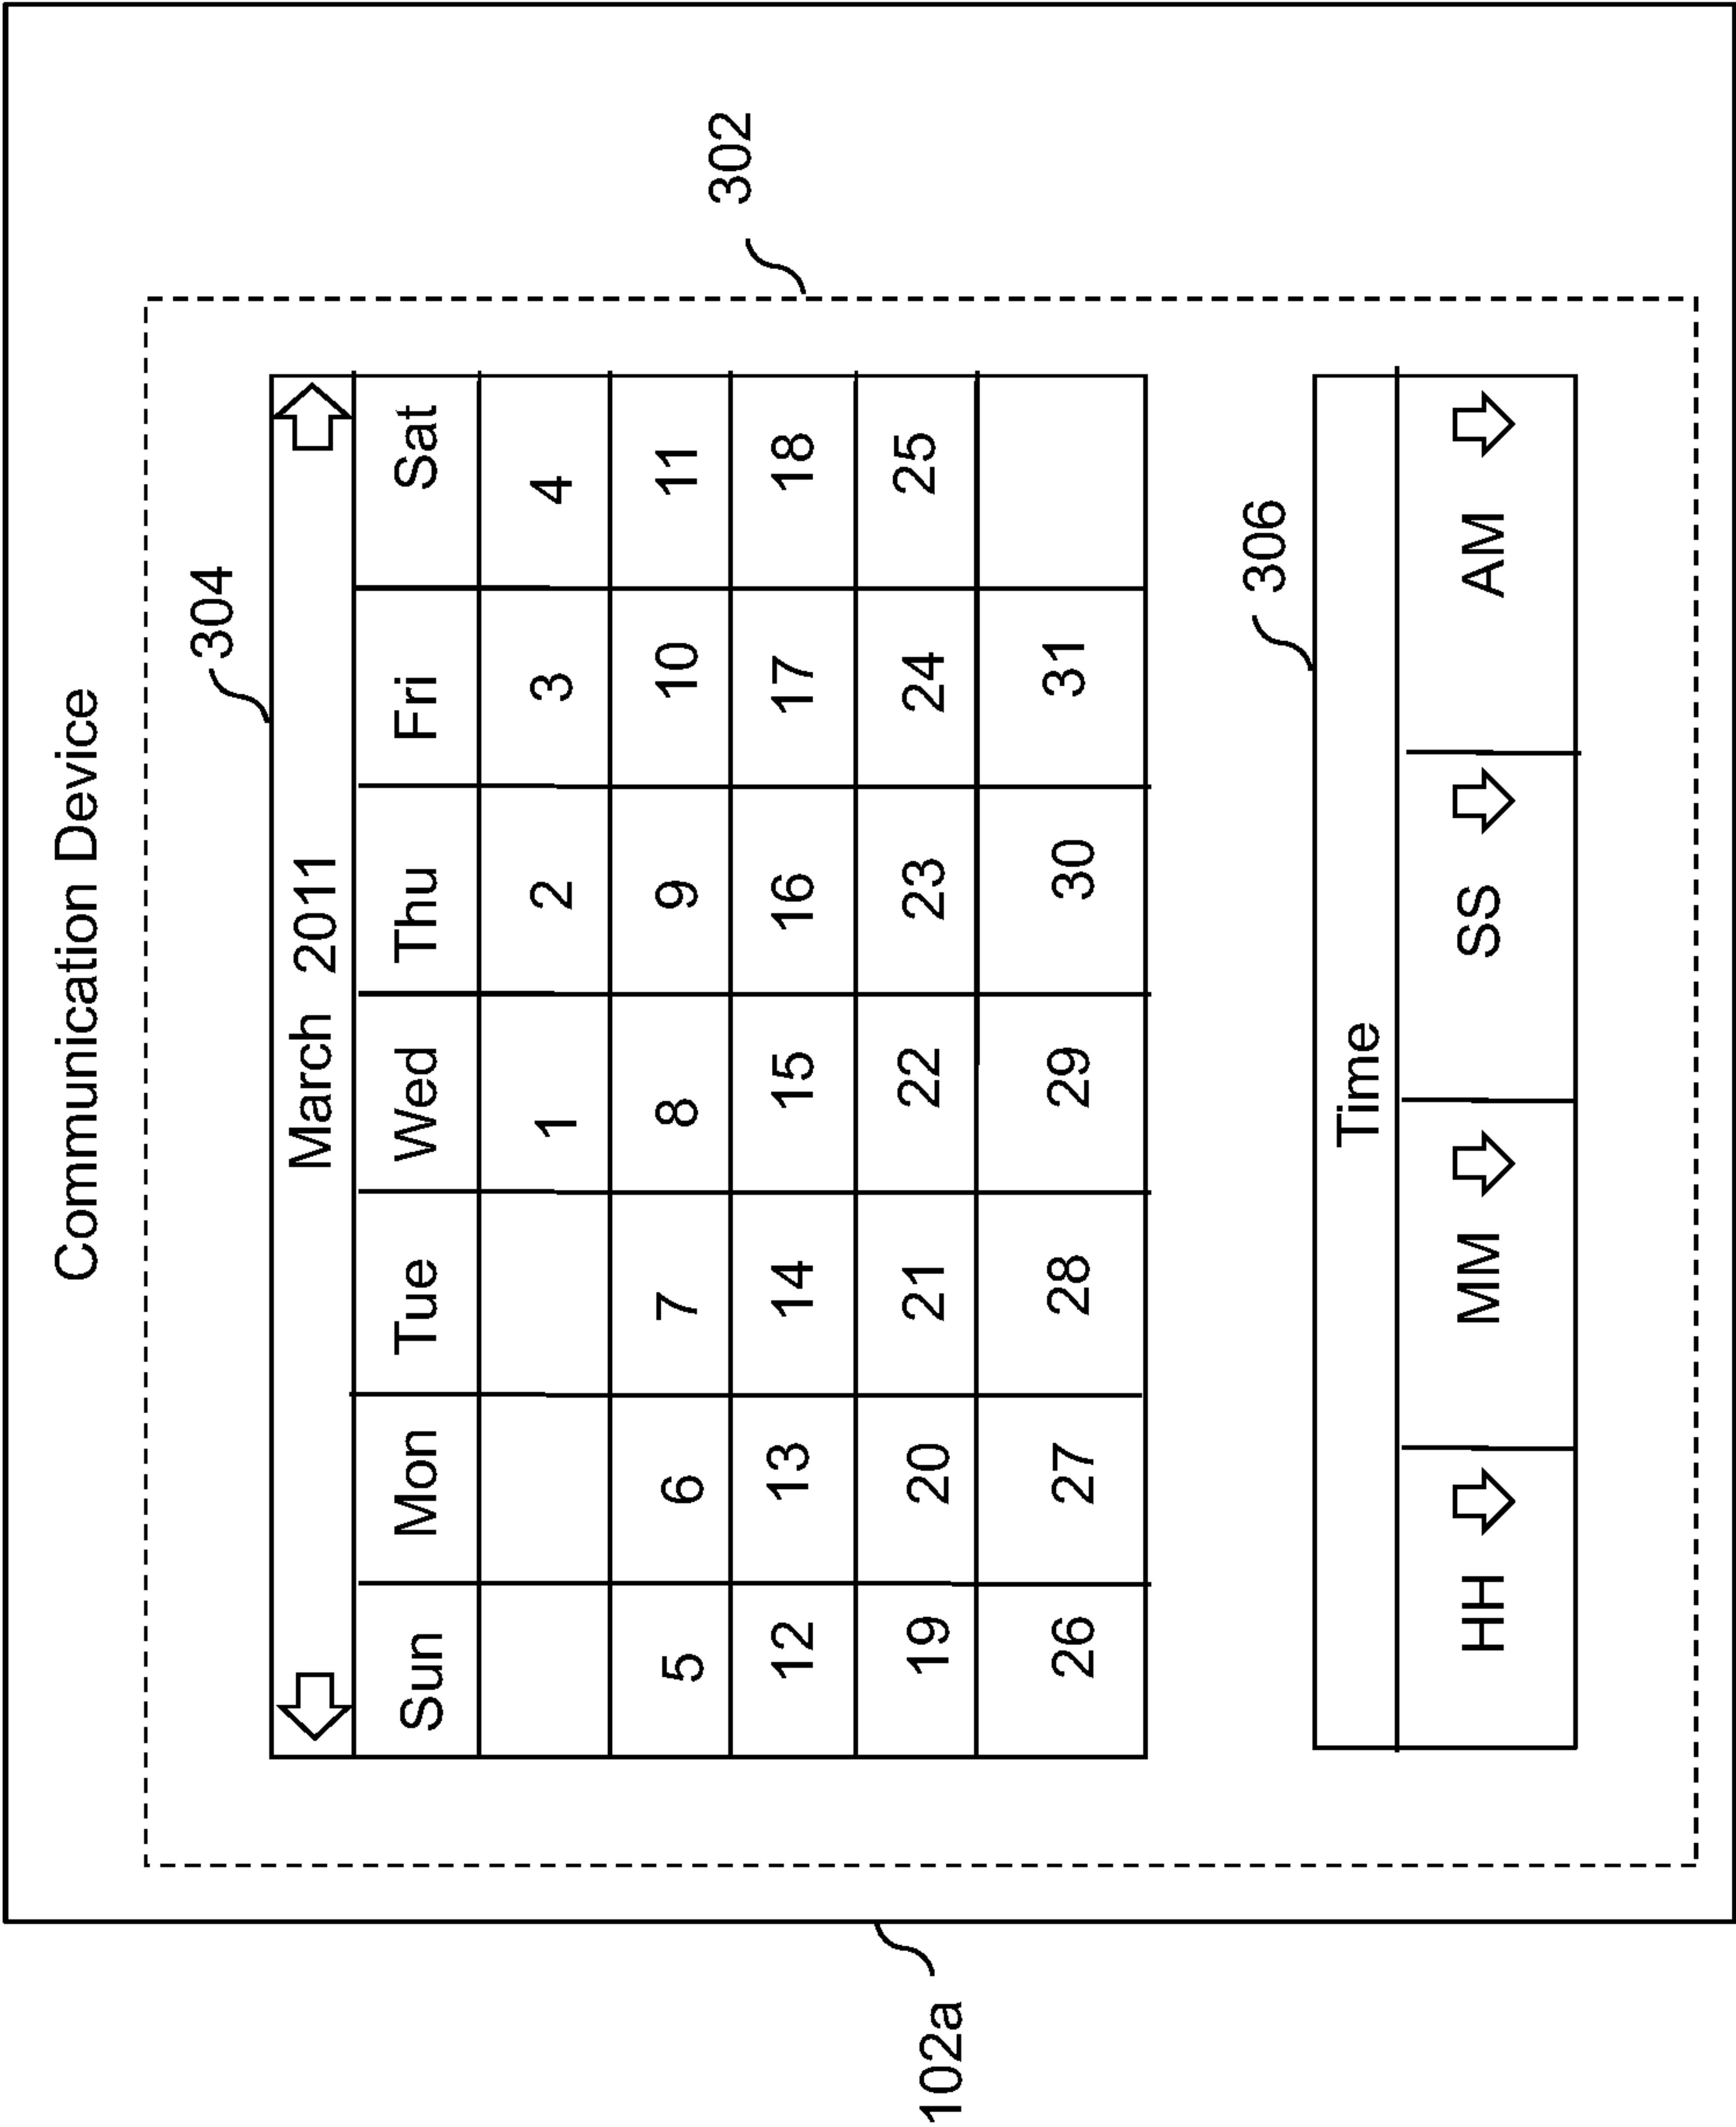 Communication Device
304
March 2011
Sun Mon Tue Wed Thu Fri Sat
1 2 3 4
5 6 7 8 9 10 11
12 13 14 15 16 17 18
19 20 21 22 23 24 25
26 27 28 29 30 31
302
306
Time
HH MM SS AM
102a